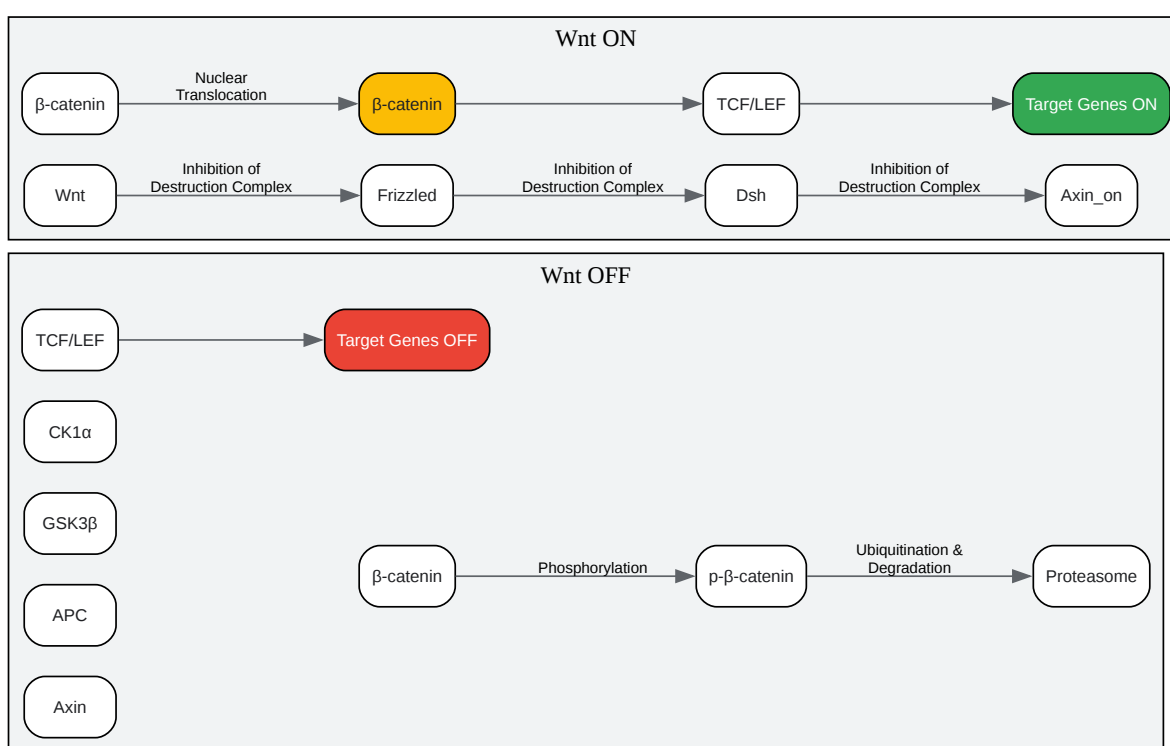 Wnt ON
Nuclear
Translocation
β-catenin
β-catenin
TCF/LEF
Target Genes ON
Inhibition of
Destruction Complex
Inhibition of
Destruction Complex
Inhibition of
Destruction Complex
Wnt
Frizzled
Dsh
Axin_on
Wnt OFF
TCF/LEF
Target Genes OFF
CK1α
GSK3β
β-catenin
Phosphorylation
p-β-catenin
Ubiquitination &
Degradation
Proteasome
APC
Axin